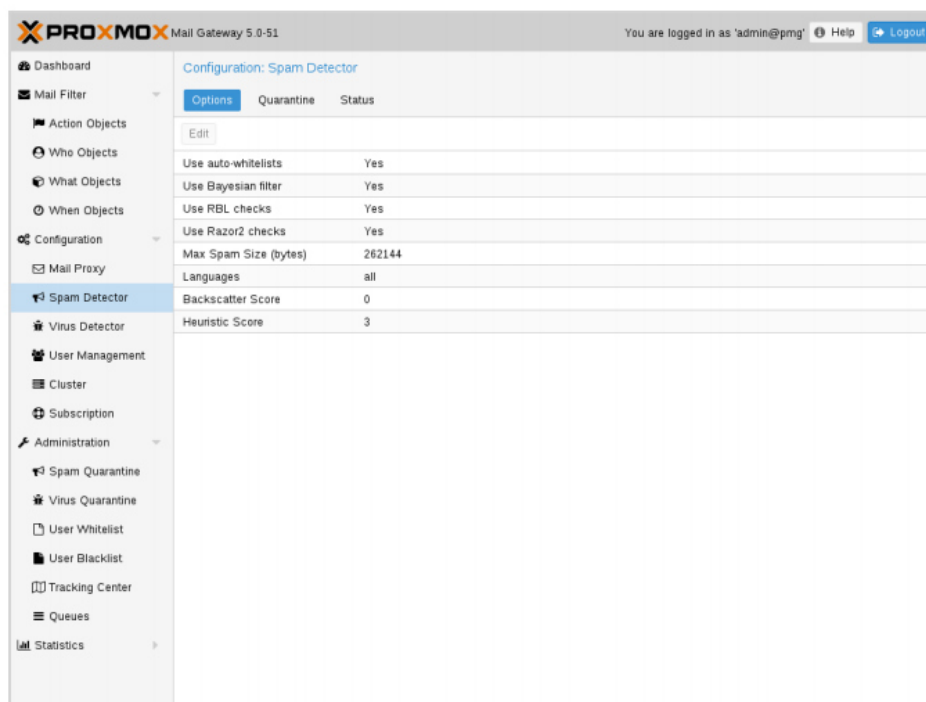 PROXMOX Mail Gateway 5.0-51 You are logged in as 'admin@pmg' Help Logout
Dashboard
Mail Filter
Action Objects
Who Objects
What Objects
When Objects
Configuration
Mail Proxy
Spam Detector
Virus Detector
User Management
Cluster
Subscription
Administration
Spam Quarantine
Virus Quarantine
User Whitelist
User Blacklist
Tracking Center
Queues
Statistics
Configuration: Spam Detector
Options Quarantine Status
Edit
Use auto-whitelists Yes
Use Bayesian filter Yes
Use RBL checks Yes
Use Razor2 checks Yes
Max Spam Size (bytes) 262144
Languages all
Backscatter Score 0
Heuristic Score 3